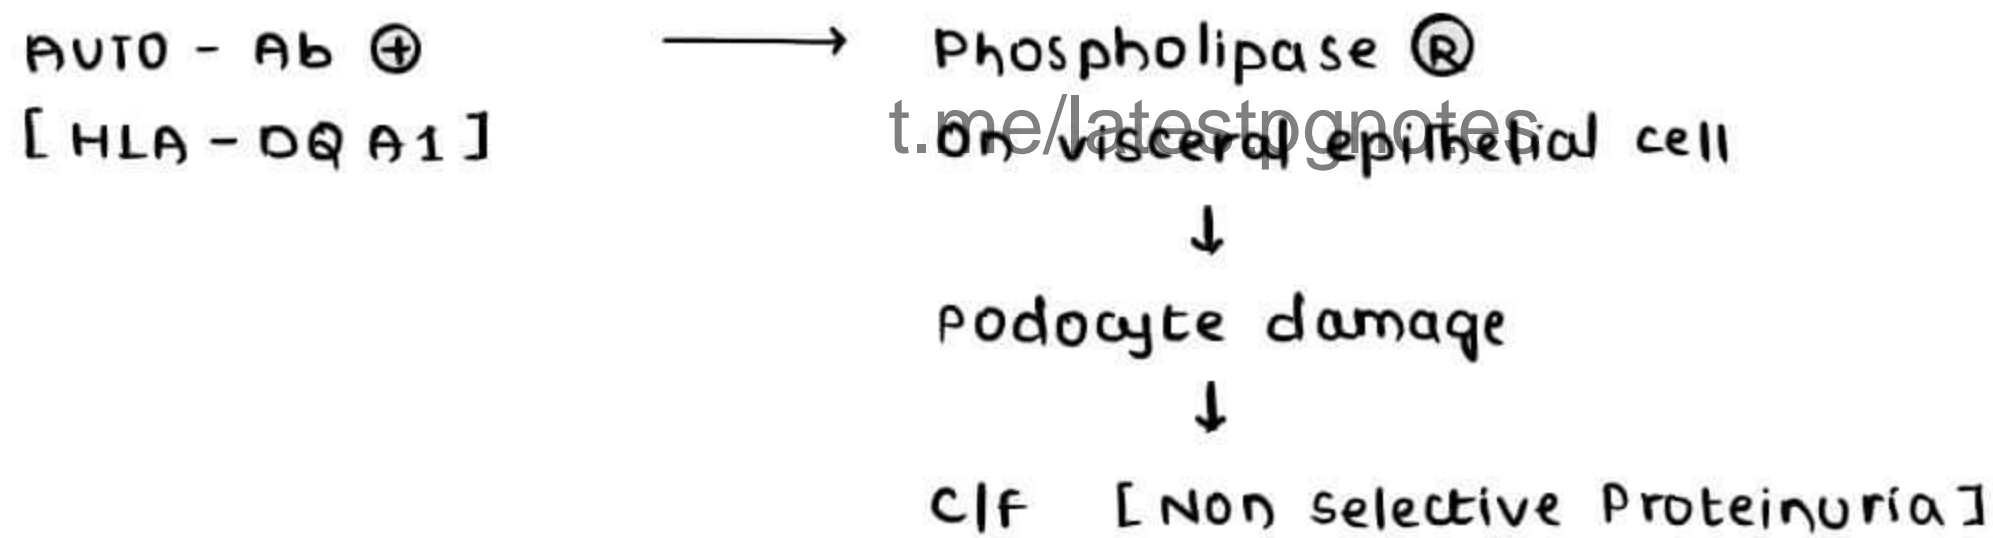 AUTO - Ab ⊕ ⟶ Phospholipase Ⓡ
[ HLA - DQ A1 ] on visceral epithelial cell
t.me/latestpgnotes
↓
Podocyte damage
↓
C/F [ Non selective Proteinuria ]